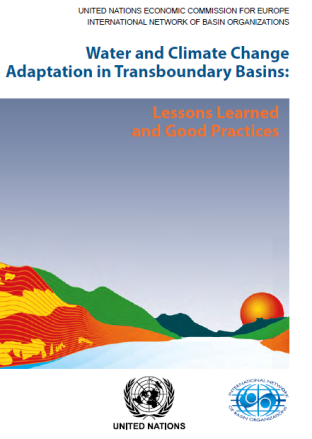 UNITED NATIONS ECONOMIC COMMISSION FOR EUROPE
INTERNATIONAL NETWORK OF BASIN ORGANIZATIONS
Water and Climate Change
Adaptation in Transboundary Basins:
Lessons Learned
and Good Practices
UNITED NATIONS
INTERNATIONAL NETWORK
OF BASIN ORGANIZATIONS